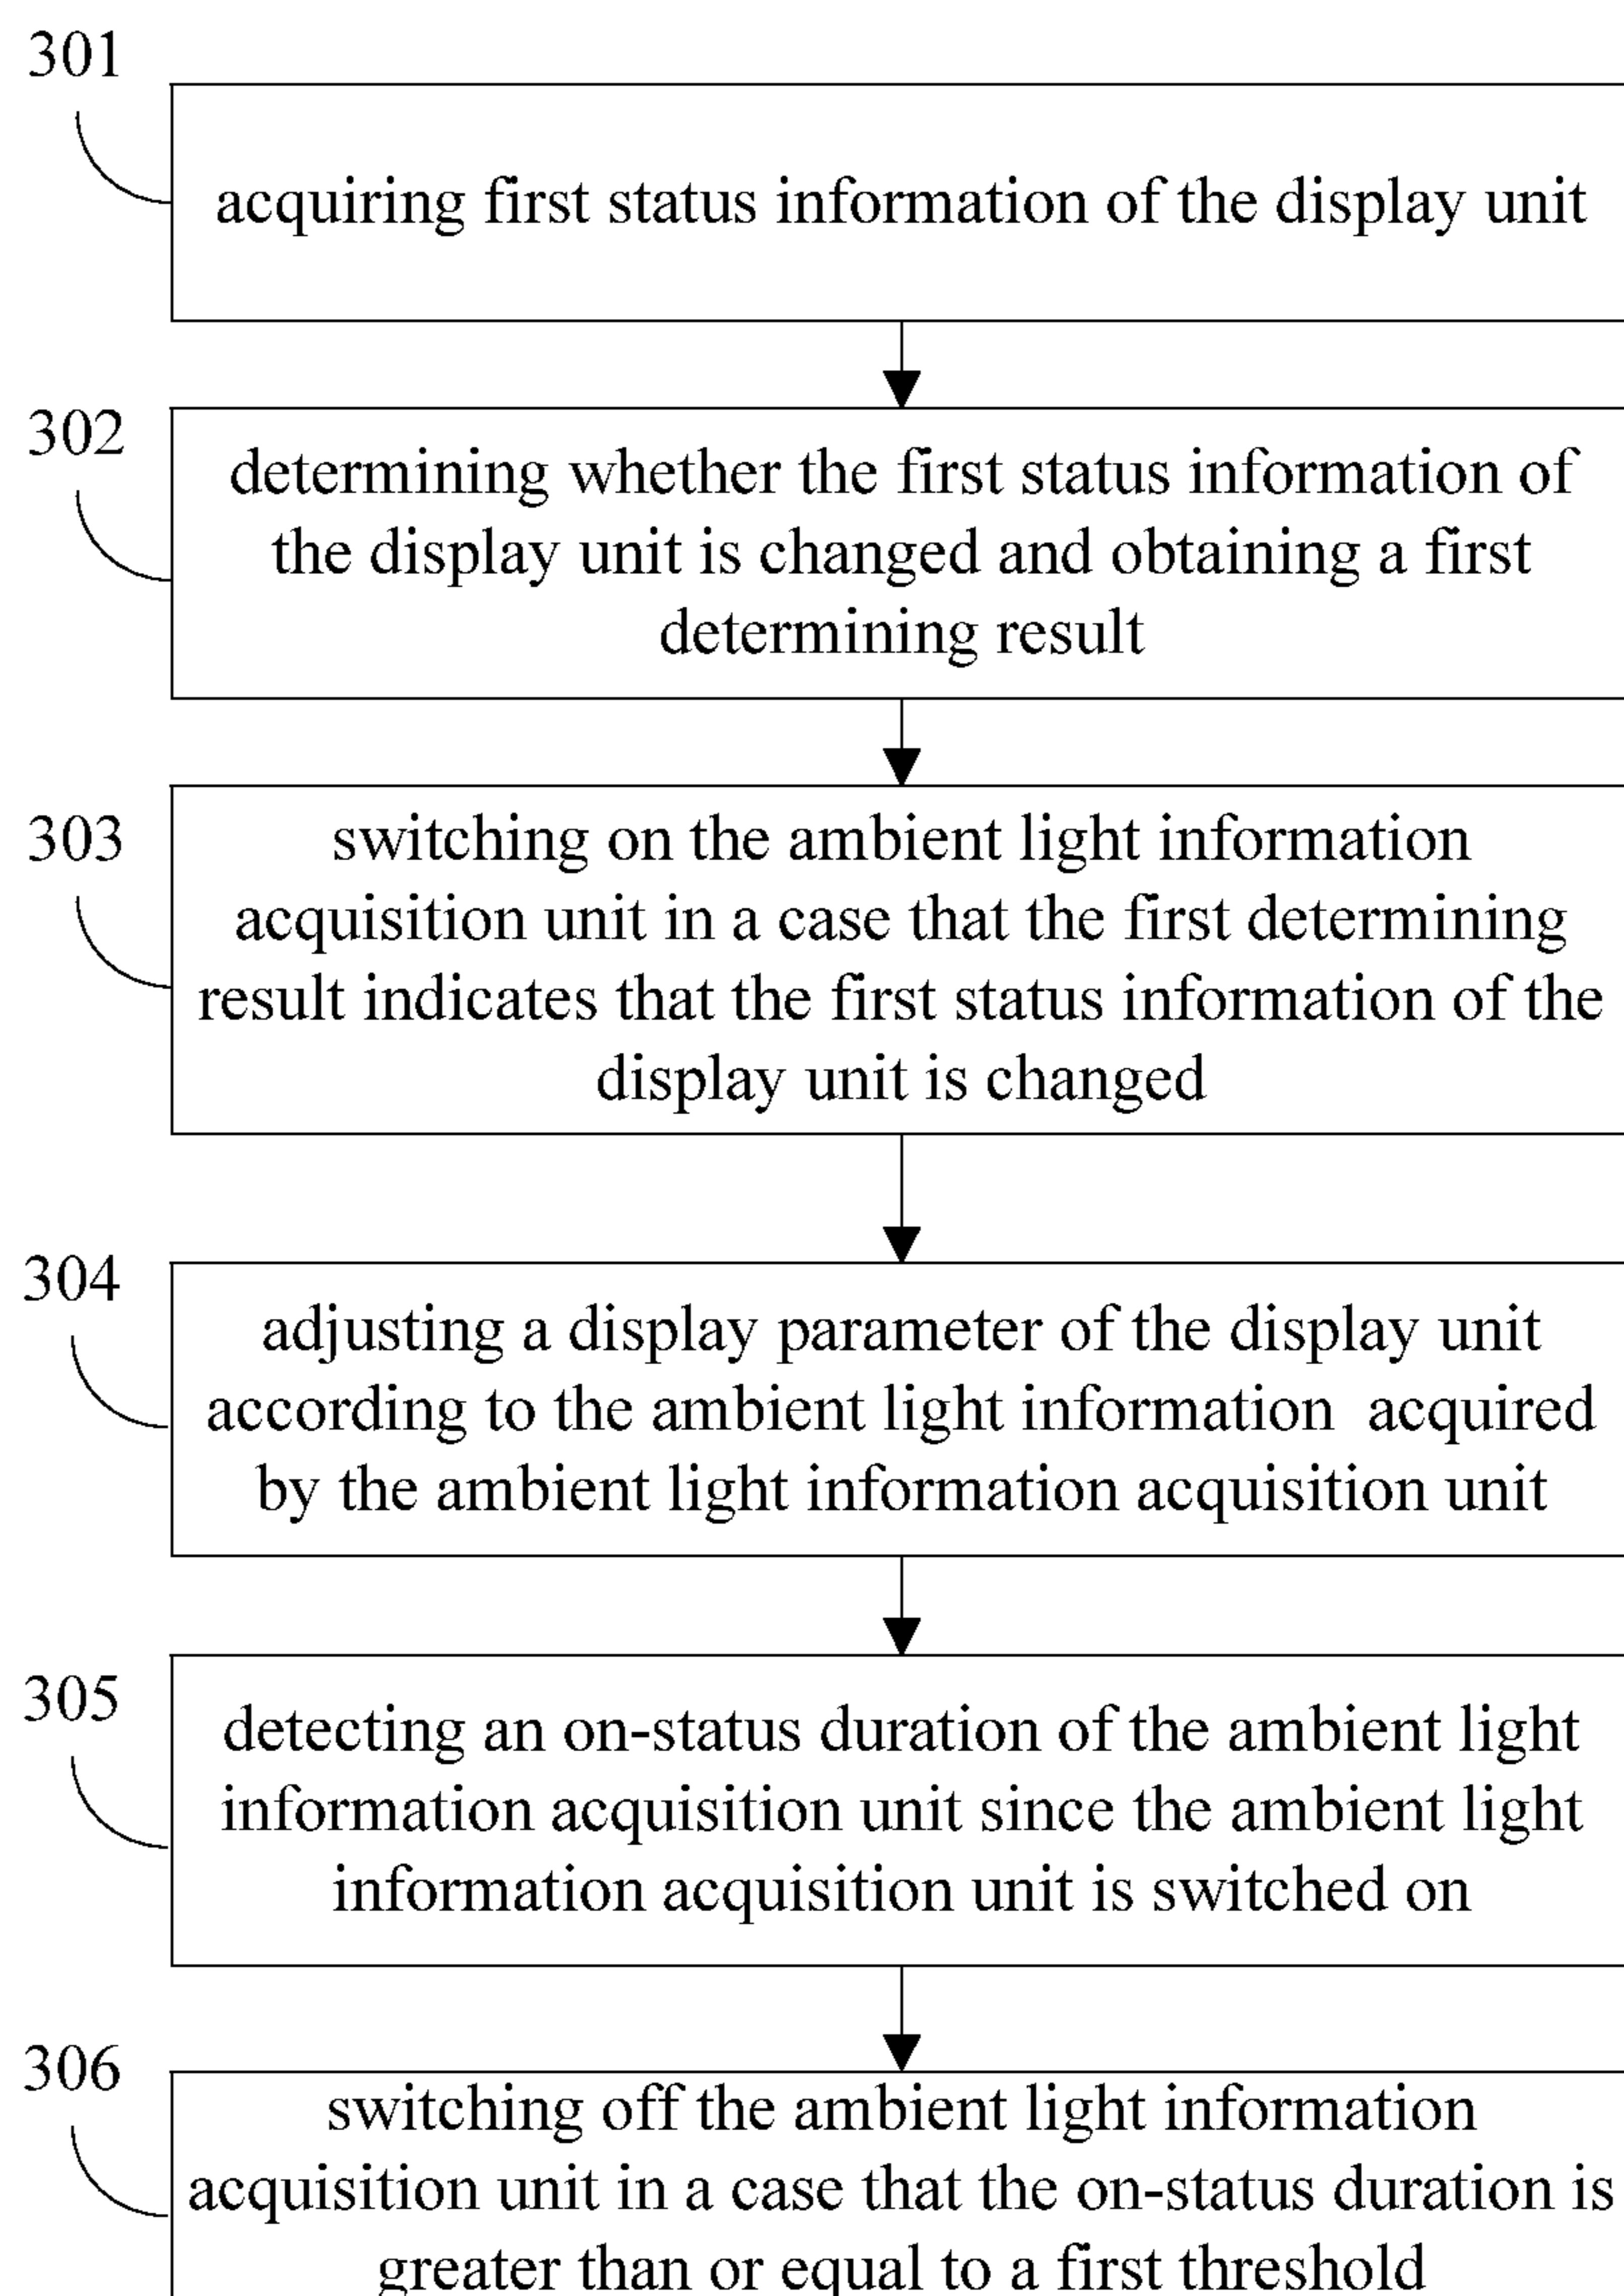 301
acquiring first status information of the display unit
302
determining whether the first status information of
the display unit is changed and obtaining a first
determining result
303
switching on the ambient light information
acquisition unit in a case that the first determining
result indicates that the first status information of the
display unit is changed
304
adjusting a display parameter of the display unit
according to the ambient light information acquired
by the ambient light information acquisition unit
305
detecting an on-status duration of the ambient light
information acquisition unit since the ambient light
information acquisition unit is switched on
306
switching off the ambient light information
acquisition unit in a case that the on-status duration is
greater than or equal to a first threshold